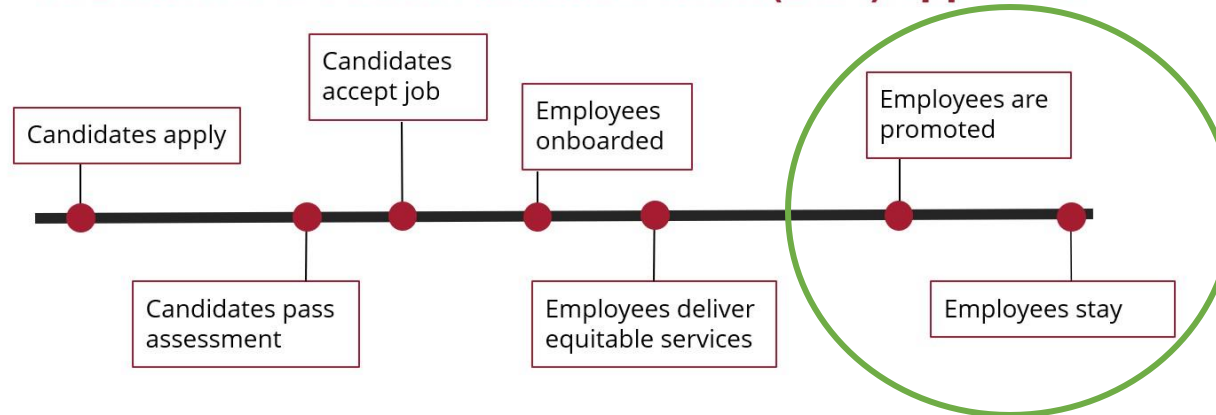 Candidates
accept job
Employees are
promoted
Employees
onboarded
Candidates apply
Candidates pass
assessment
Employees deliver
equitable services
Employees stay